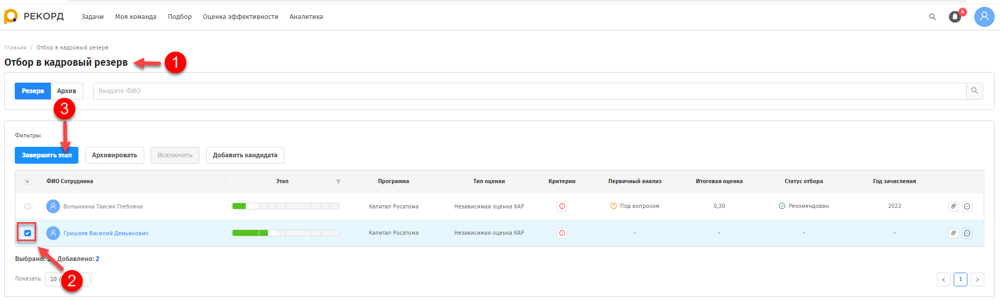 РЕКОРД Задачи Моя команда Подбор Оценка эффективности Аналитика 4
Главная / Отбор в кадровый резерв
Отбор в кадровый резерв 1
Резерв Архив Введите ФИО
3
Фильтры:
Завершить этап Архивировать Исключить Добавить кандидата
ФИО Сотрудника Этап Программа Тип оценки Критерии Первичный анализ Итоговая оценка Статус отбора Год зачисления
Волынкина Таисия Глебовна Капитал Росатома Независимая оценка КАР Под вопросом 0,30 Рекомендован 2022
Гришаев Василий Демьянович Капитал Росатома Независимая оценка КАР - - - -
Выбрано: Добавлено: 2
Показать: 10 / 2 < 1 >